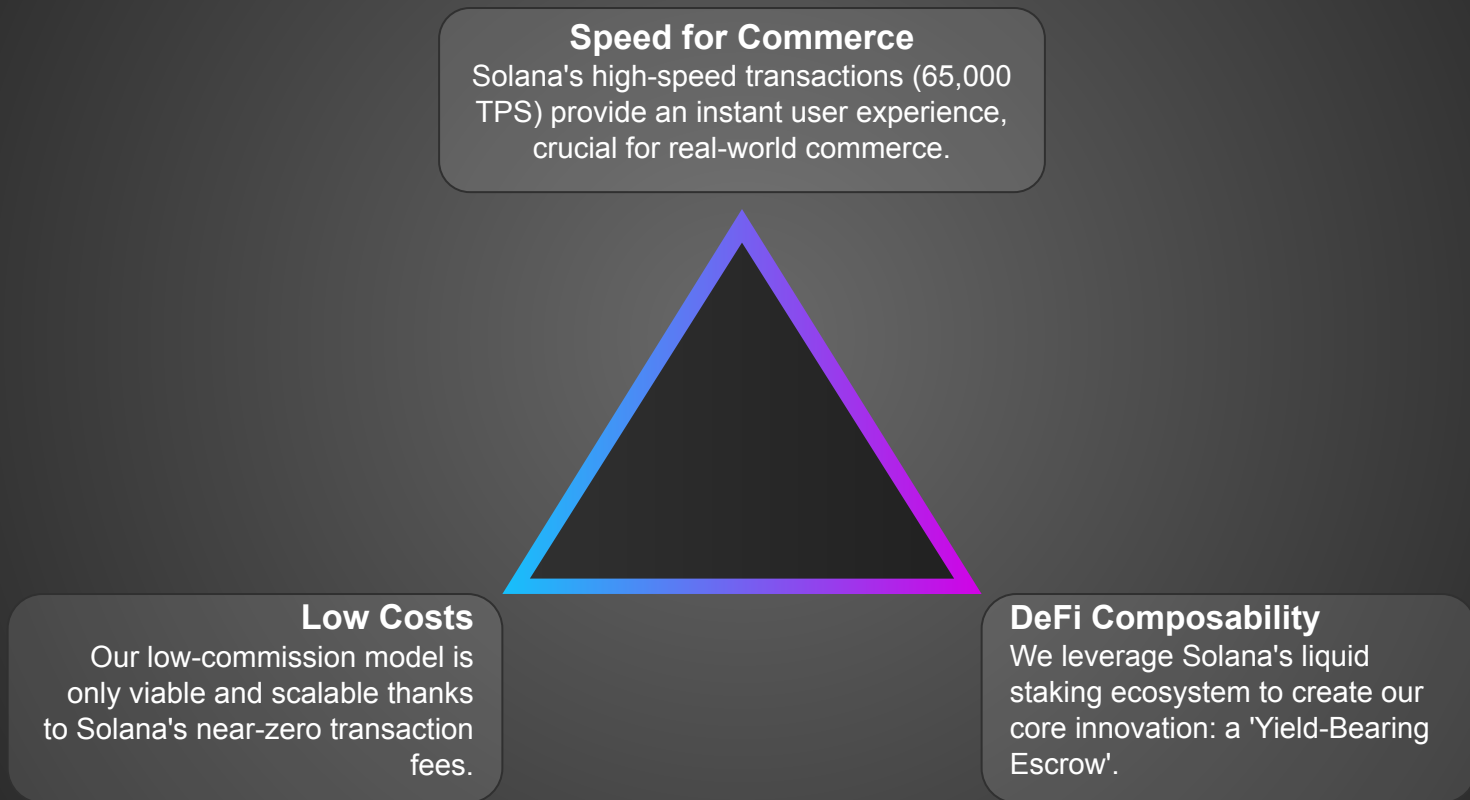 Speed for Commerce
Solana's high-speed transactions (65,000
TPS) provide an instant user experience,
crucial for real-world commerce.
Low Costs
Our low-commission model is
only viable and scalable thanks
to Solana's near-zero transaction
fees.
DeFi Composability
We leverage Solana's liquid
staking ecosystem to create our
core innovation: a 'Yield-Bearing
Escrow'.